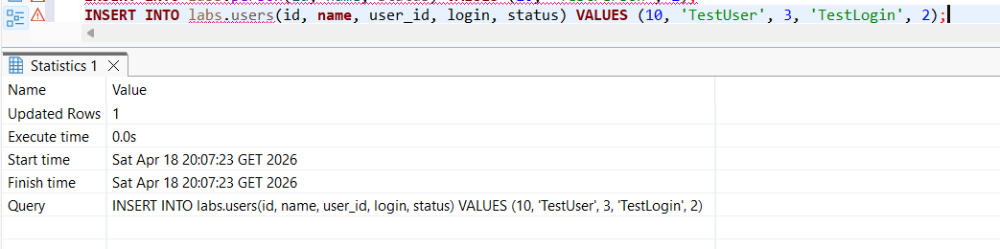 INSERT INTO labs.users(id, name, user_id, login, status) VALUES (10, 'TestUser', 3, 'TestLogin', 2);
Statistics 1
Name Value
Updated Rows 1
Execute time 0.0s
Start time Sat Apr 18 20:07:23 GET 2026
Finish time Sat Apr 18 20:07:23 GET 2026
Query INSERT INTO labs.users(id, name, user_id, login, status) VALUES (10, 'TestUser', 3, 'TestLogin', 2)